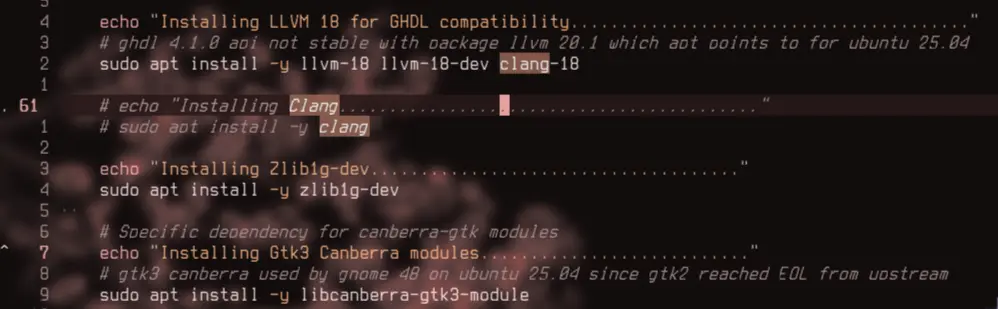 5
4 echo "Installing LLVM 18 for GHDL compatibility........................................"
3 # ghdl 4.1.0 api not stable with package llvm 20.1 which apt points to for ubuntu 25.04
2 sudo apt install -y llvm-18 llvm-18-dev clang-18
1
. 61 # echo "Installing Clang.........................................."
1 # sudo apt install -y clang
2
3 echo "Installing Zlib1g-dev....................................."
4 sudo apt install -y zlib1g-dev
5 ..
6 # Specific dependency for canberra-gtk modules
^ 7 echo "Installing Gtk3 Canberra modules..........................."
8 # gtk3 canberra used by gnome 48 on ubuntu 25.04 since gtk2 reached EOL from upstream
9 sudo apt install -y libcanberra-gtk3-module